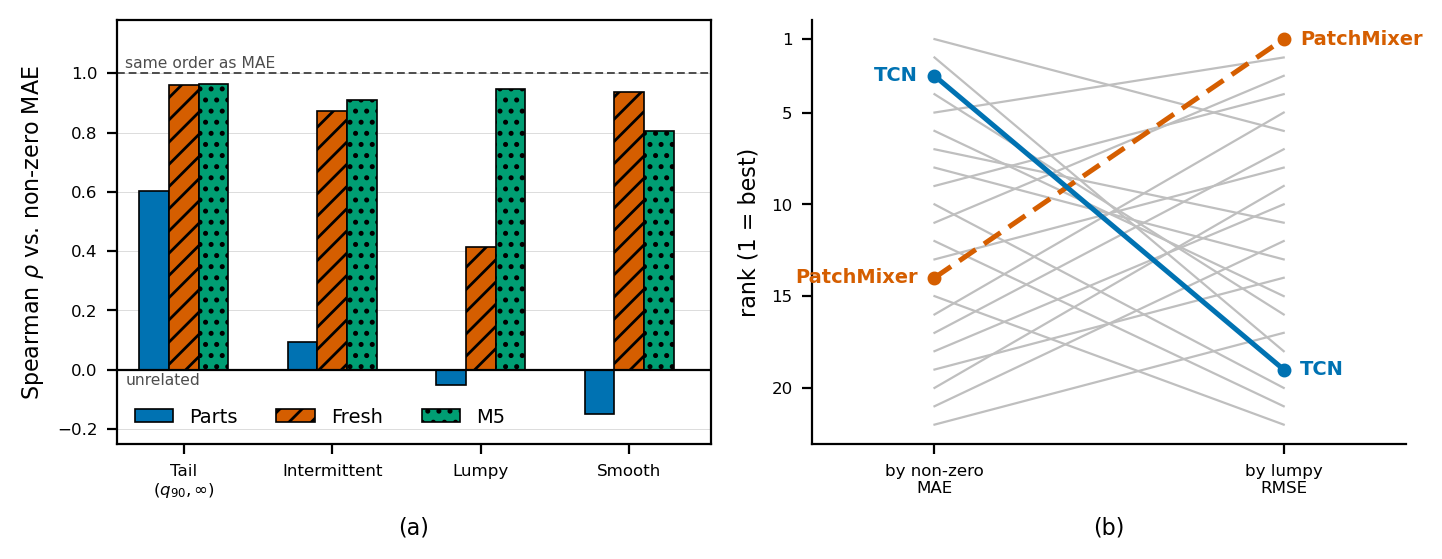 Spearman ρ vs. non-zero MAE
1.0
0.8
0.6
0.4
0.2
0.0
−0.2
same order as MAE
unrelated
Parts
Fresh
M5
Tail
(q90, ∞)
Intermittent
Lumpy
Smooth
(a)
rank (1 = best)
1
5
10
15
20
TCN
PatchMixer
PatchMixer
TCN
by non-zero
MAE
by lumpy
RMSE
(b)